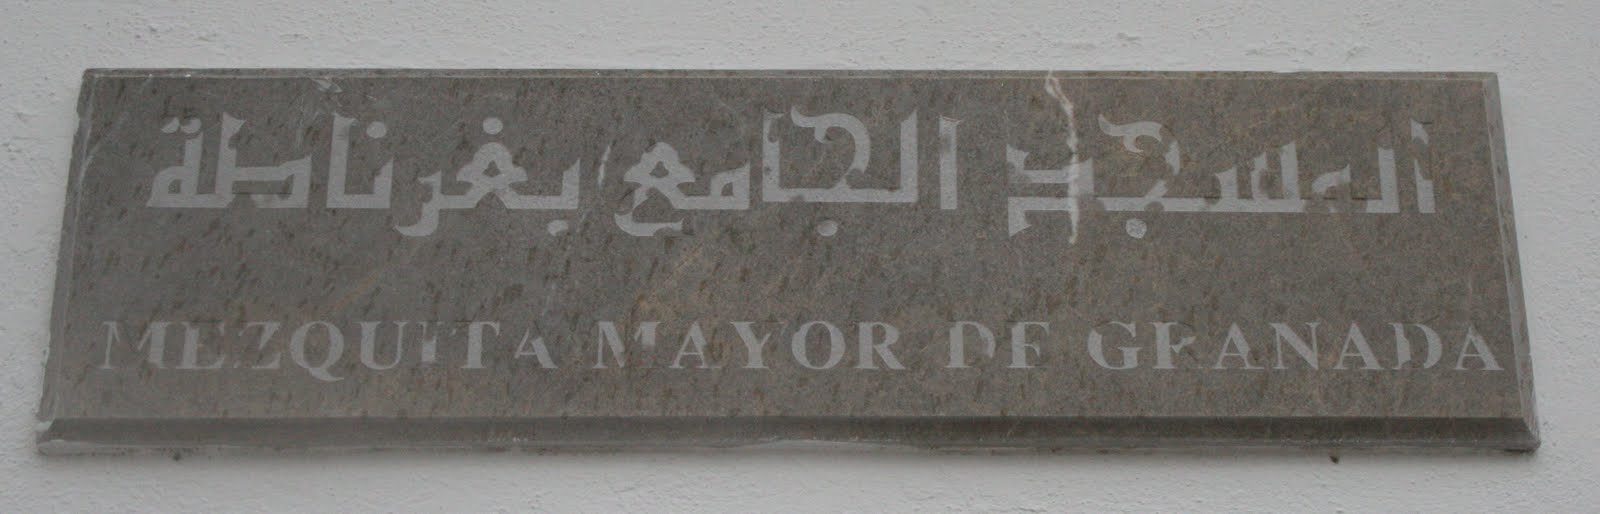 المسجد الجامع بغرناطة
MEZQUITA MAYOR DE GRANADA